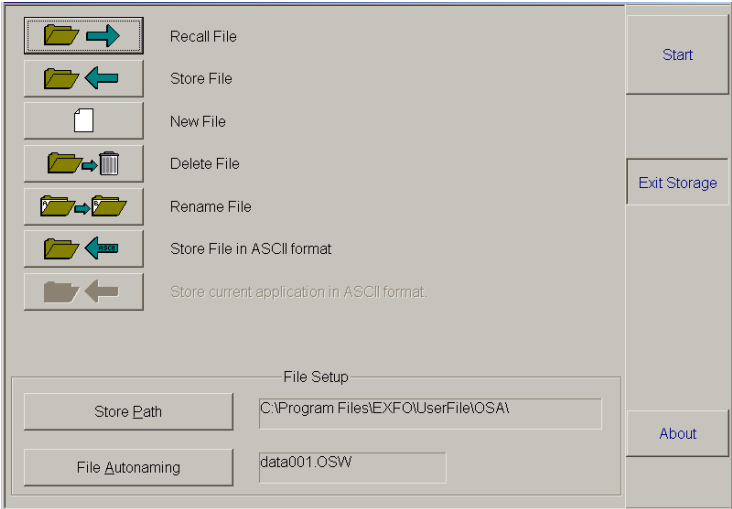 Recall File
Start
Store File
New File
Delete File
Exit Storage
Rename File
ASCII
Store File in ASCII format
Store current application in ASCII format.
File Setup
Store Path
C:\Program Files\EXFO\UserFile\OSA\
About
File Autonaming
data001.OSW